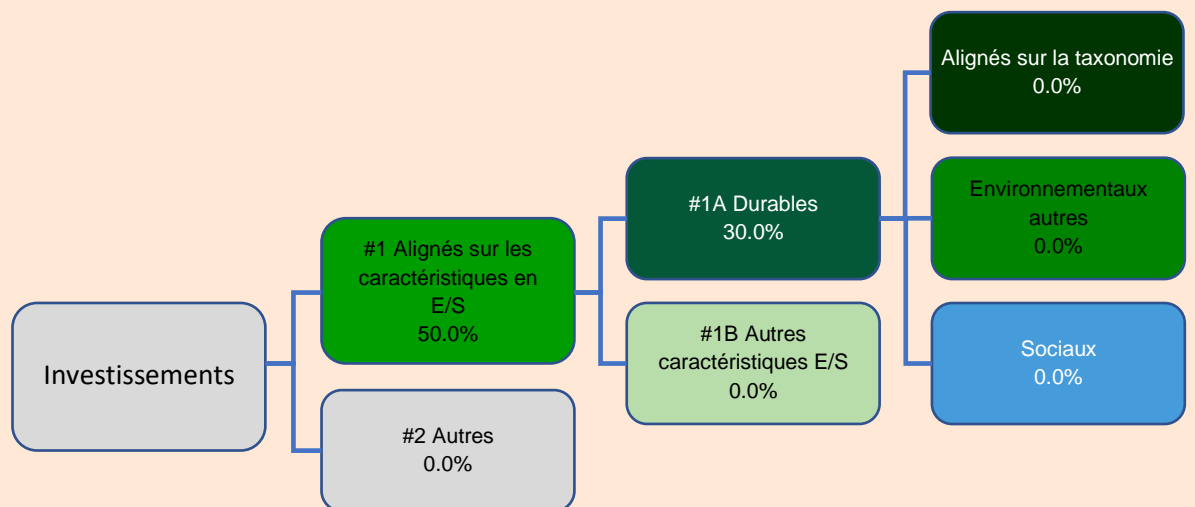 Investissements
#1 Alignés sur les
caractéristiques en
E/S
50.0%
#2 Autres
0.0%
#1A Durables
30.0%
#1B Autres
caractéristiques E/S
0.0%
Alignés sur la taxonomie
0.0%
Environnementaux
autres
0.0%
Sociaux
0.0%